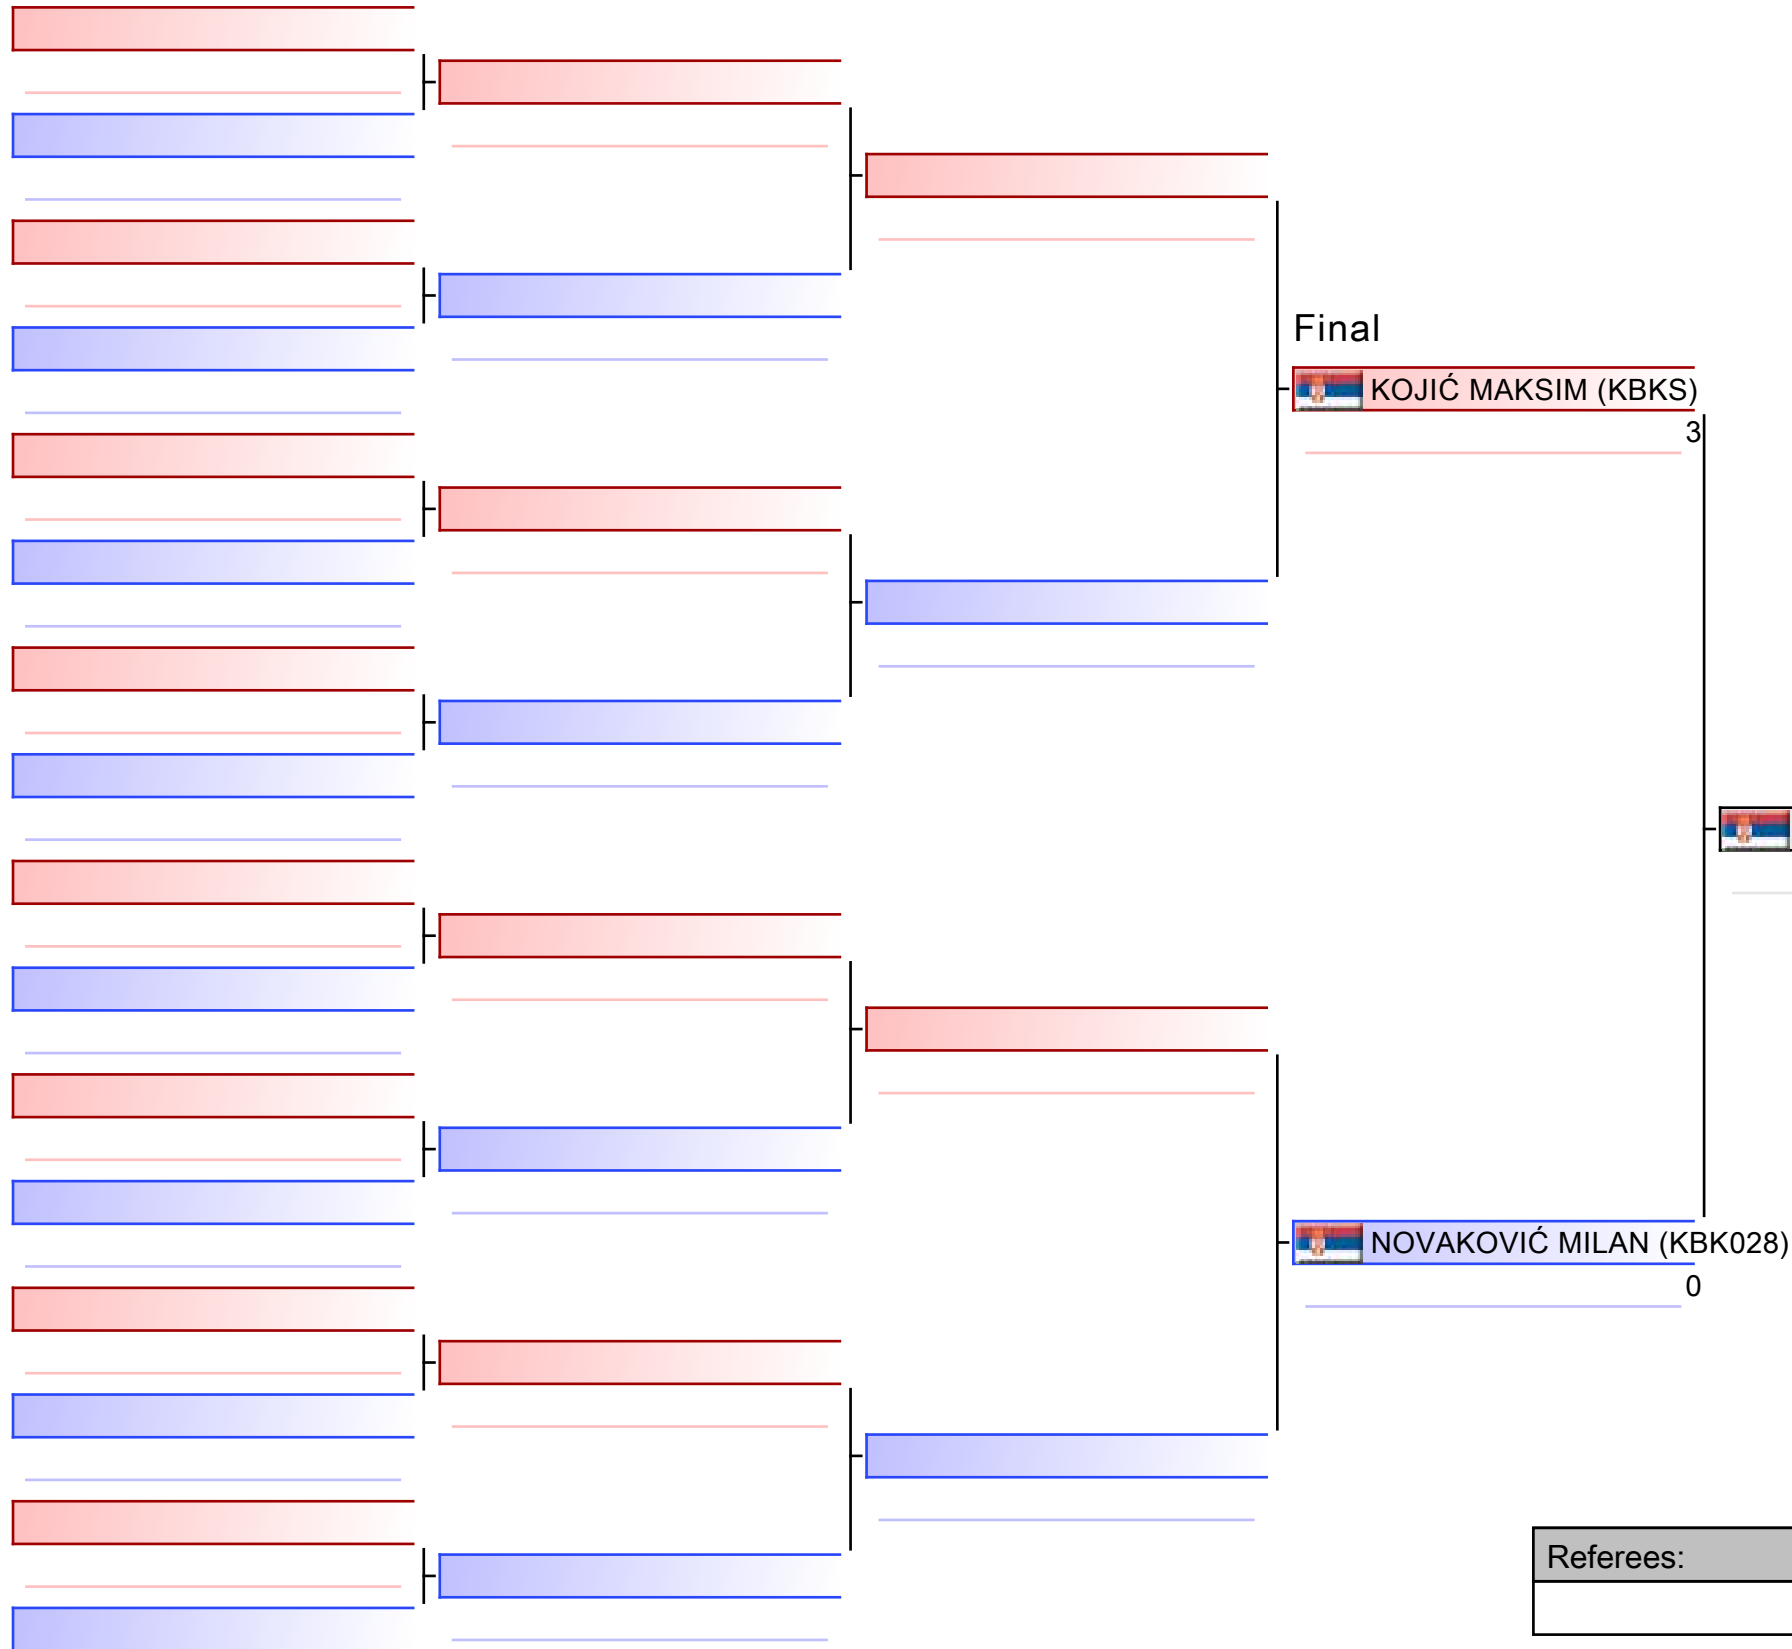 Final
KOJIĆ MAKSIM (KBKS)
3
NOVAKOVIĆ MILAN (KBK028)
0
Referees: